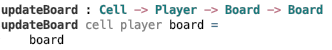 updateBoard : Cell -> Player -> Board -> Board
updateBoard cell player board =
    board